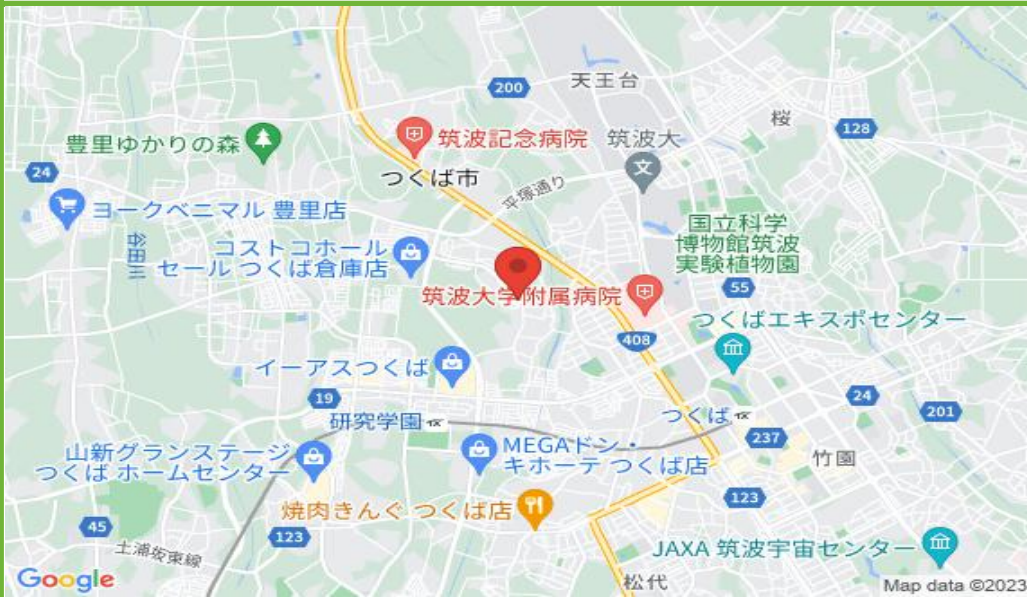 天王台
200
桜
128
豊里ゆかりの森
筑波記念病院
筑波大
24
つくば市
平塚通り
ヨークベニマル 豊里店
国立科学
博物館筑波
実験植物園
谷田川
コストコホール
セール つくば倉庫店
55
筑波大学附属病院
つくばエキスポセンター
408
イーアスつくば
19
24
201
研究学園
つくば
237
山新グランステージ
つくば ホームセンター
MEGAドン・
キホーテ つくば店
竹園
123
焼肉きんぐ つくば店
45
123
土浦坂東線
JAXA 筑波宇宙センター
松代
Google
Map data ©2023